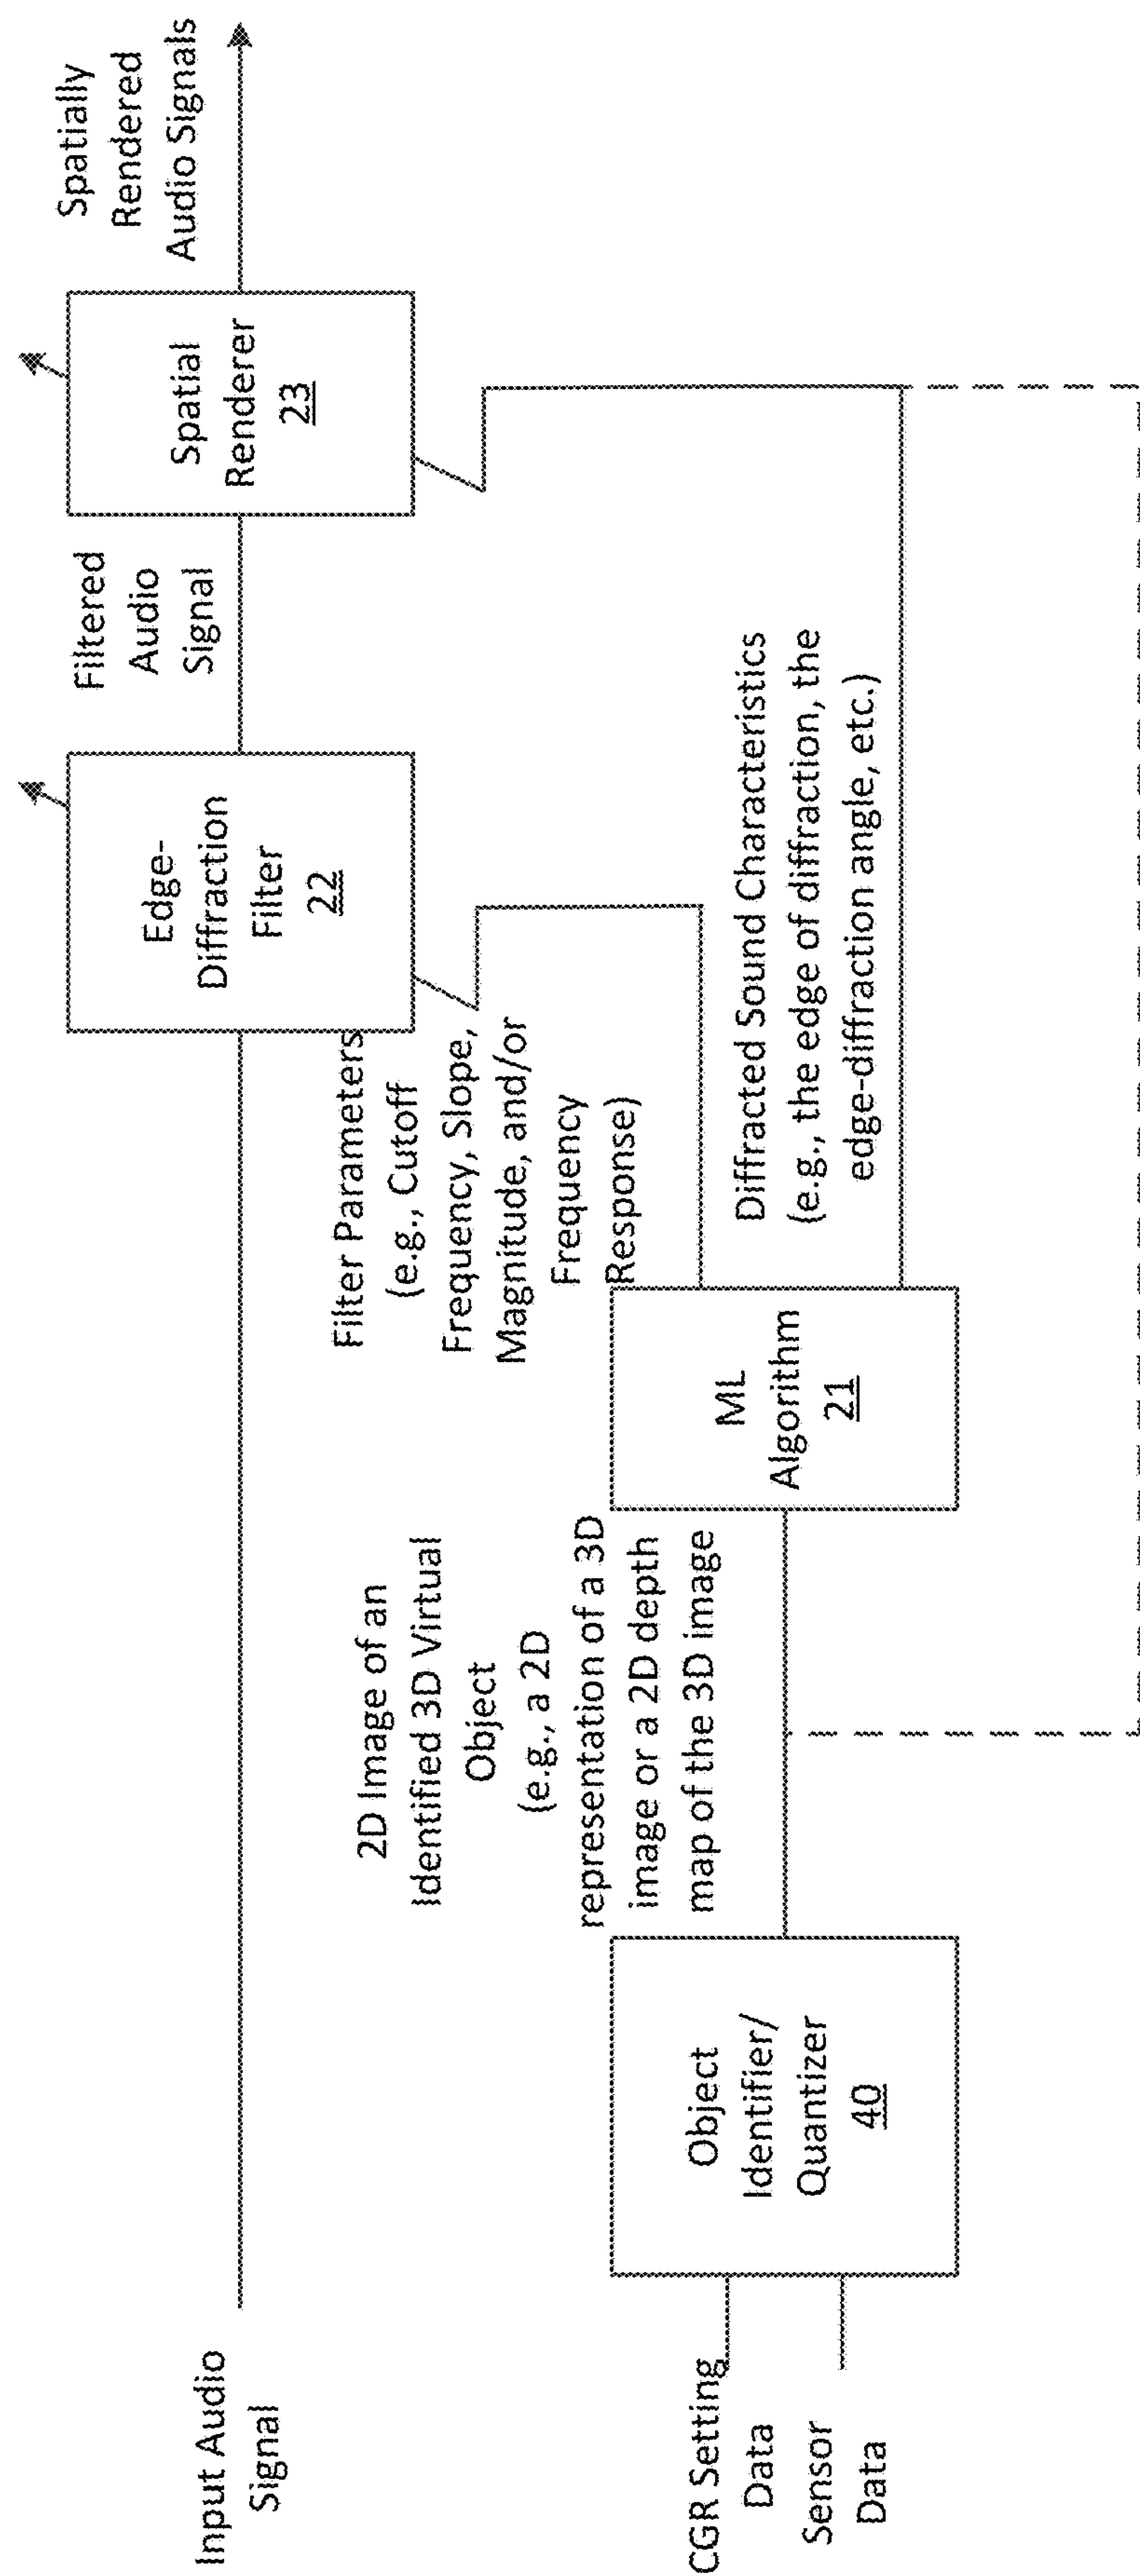 Input Audio
Signal
Edge-
Diffraction
Filter
22
Filtered
Audio
Signal
Spatial
Renderer
23
Spatially
Rendered
Audio Signals
CGR Setting
Data
Sensor
Data
Object
Identifier/
Quantizer
40
2D Image of an
Identified 3D Virtual
Object
(e.g., a 2D
representation of a 3D
image or a 2D depth
map of the 3D image
ML
Algorithm
21
Filter Parameters
(e.g., Cutoff
Frequency, Slope,
Magnitude, and/or
Frequency
Response)
Diffracted Sound Characteristics
(e.g., the edge of diffraction, the
edge-diffraction angle, etc.)